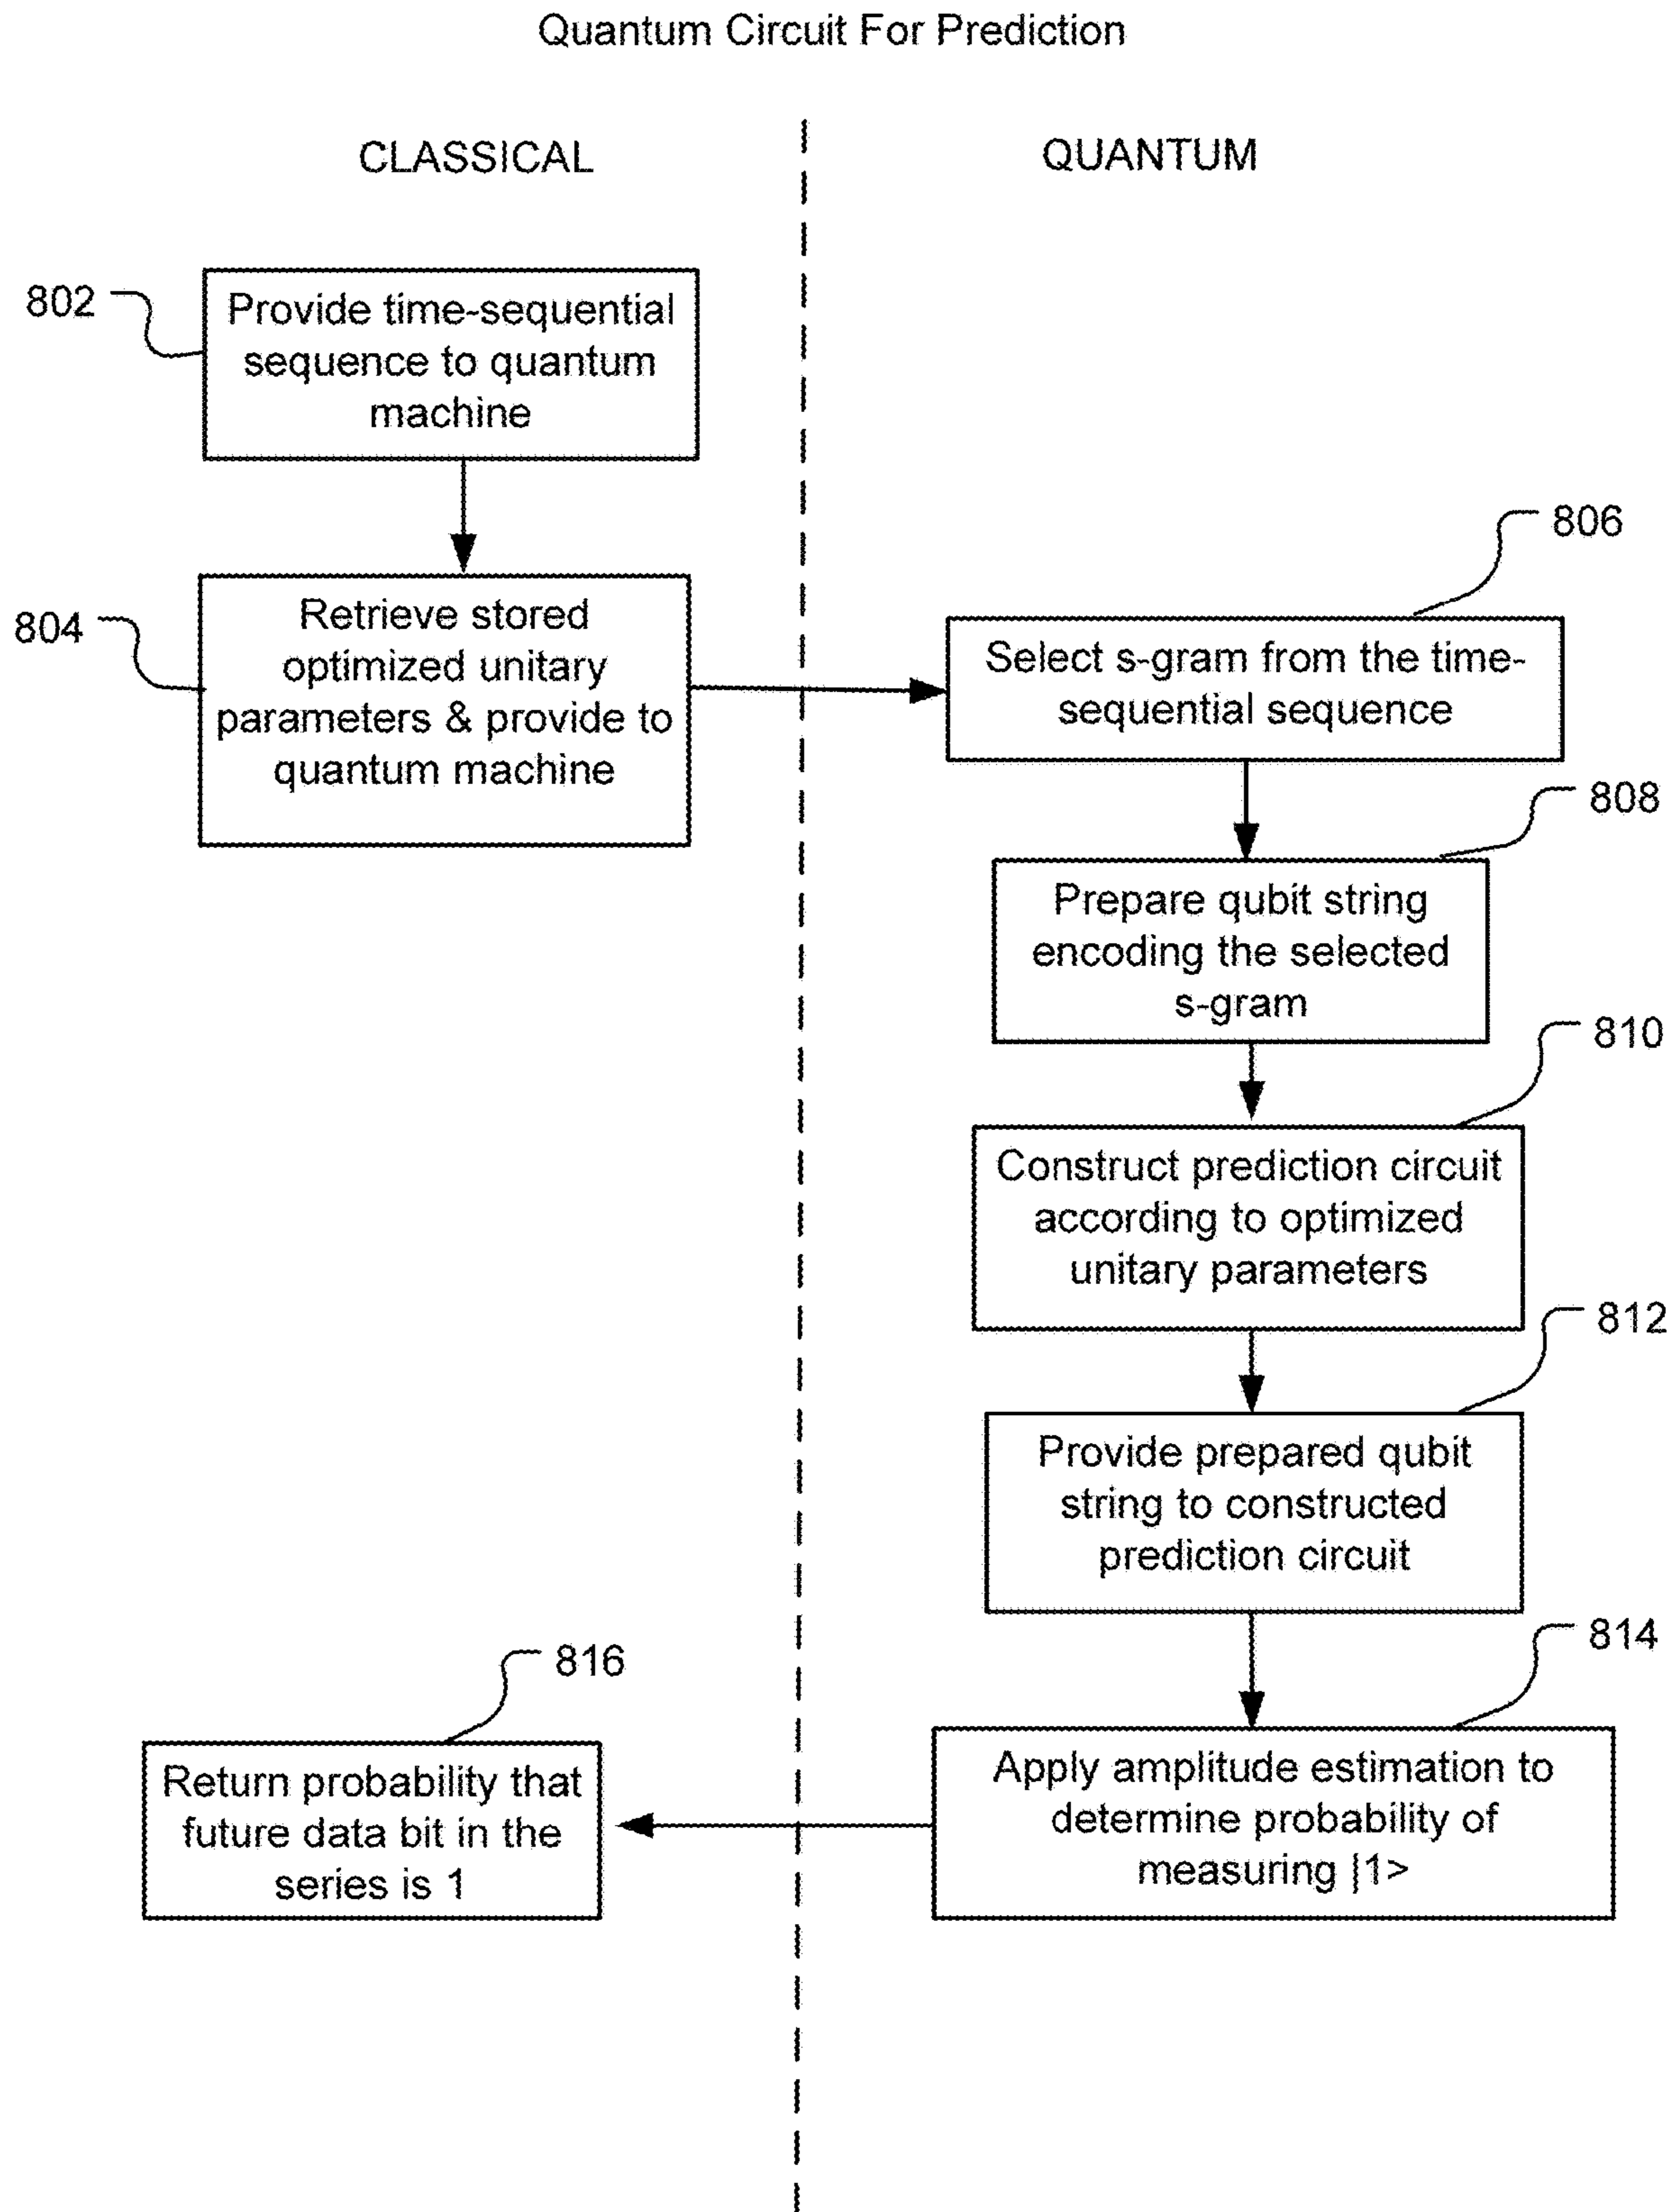 Quantum Circuit For Prediction
CLASSICAL
QUANTUM
802
Provide time-sequential
sequence to quantum
machine
804
Retrieve stored
optimized unitary
parameters & provide to
quantum machine
806
Select s-gram from the time-
sequential sequence
808
Prepare qubit string
encoding the selected
s-gram
810
Construct prediction circuit
according to optimized
unitary parameters
812
Provide prepared qubit
string to constructed
prediction circuit
814
Apply amplitude estimation to
determine probability of
measuring |1>
816
Return probability that
future data bit in the
series is 1